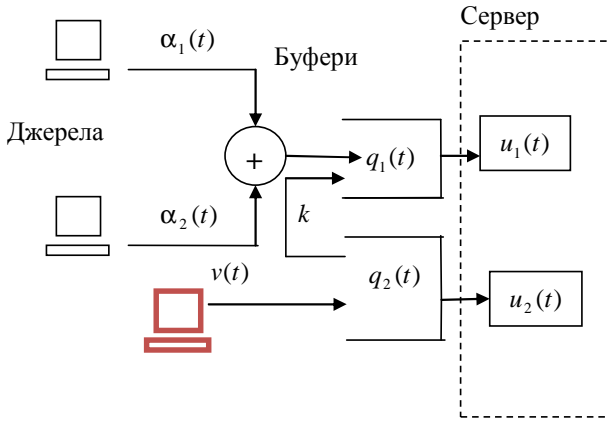 Сервер
α₁(t)
Буфери
Джерела
+
q₁(t)
u₁(t)
α₂(t)
k
v(t)
q₂(t)
u₂(t)